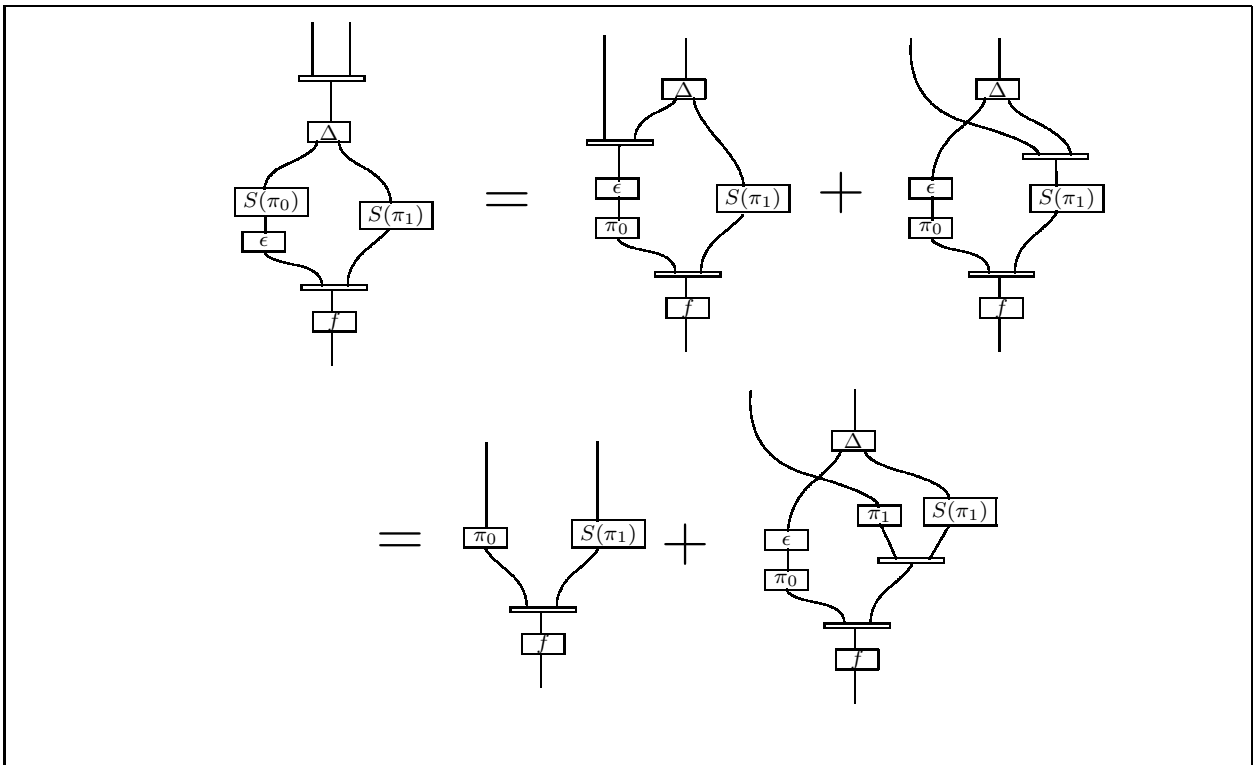 Δ Δ
Δ
S(π₀) S(π₁) = ϵ S(π₁) + ϵ S(π₁)
ϵ π₀ π₀
f f f
Δ
π₁ S(π₁)
= π₀ S(π₁) + ϵ
π₀
f f